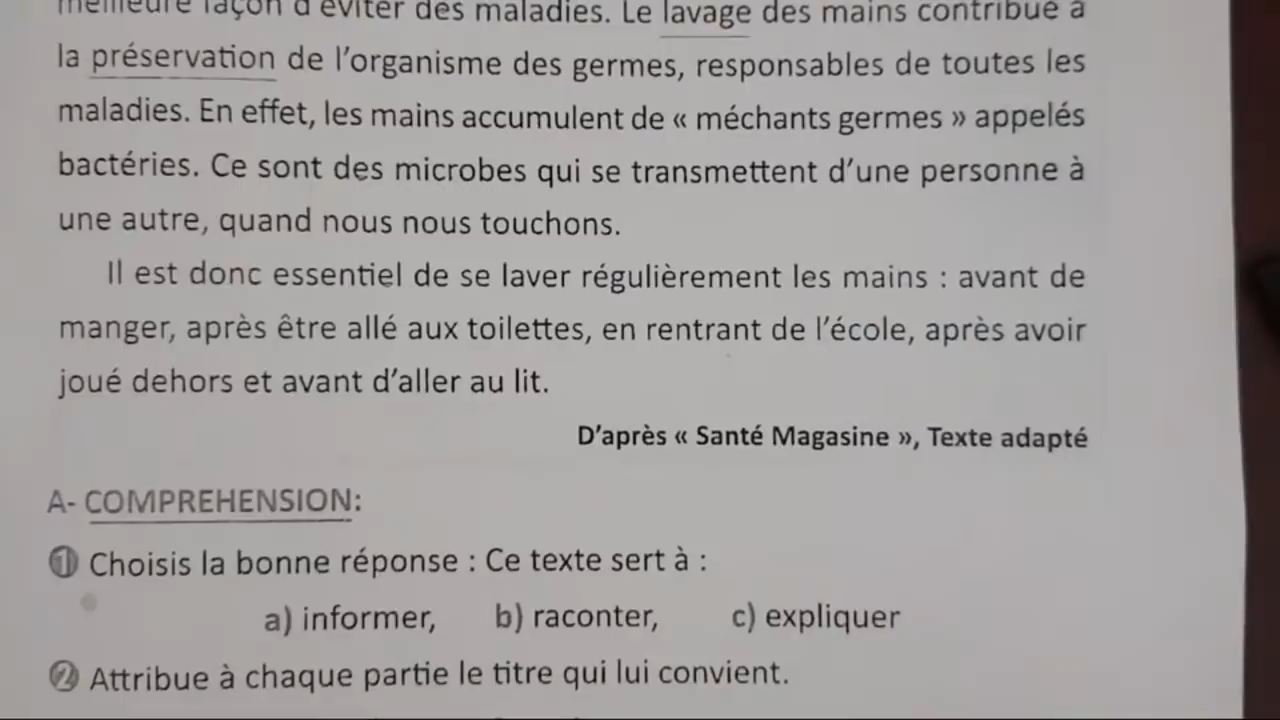 meilleure façon d'éviter des maladies. Le lavage des mains contribue à
la préservation de l'organisme des germes, responsables de toutes les
maladies. En effet, les mains accumulent de « méchants germes » appelés
bactéries. Ce sont des microbes qui se transmettent d'une personne à
une autre, quand nous nous touchons.
Il est donc essentiel de se laver régulièrement les mains : avant de
manger, après être allé aux toilettes, en rentrant de l'école, après avoir
joué dehors et avant d'aller au lit.
D'après « Santé Magasine », Texte adapté
A- COMPREHENSION:
① Choisis la bonne réponse : Ce texte sert à :
a) informer, b) raconter, c) expliquer
② Attribue à chaque partie le titre qui lui convient.